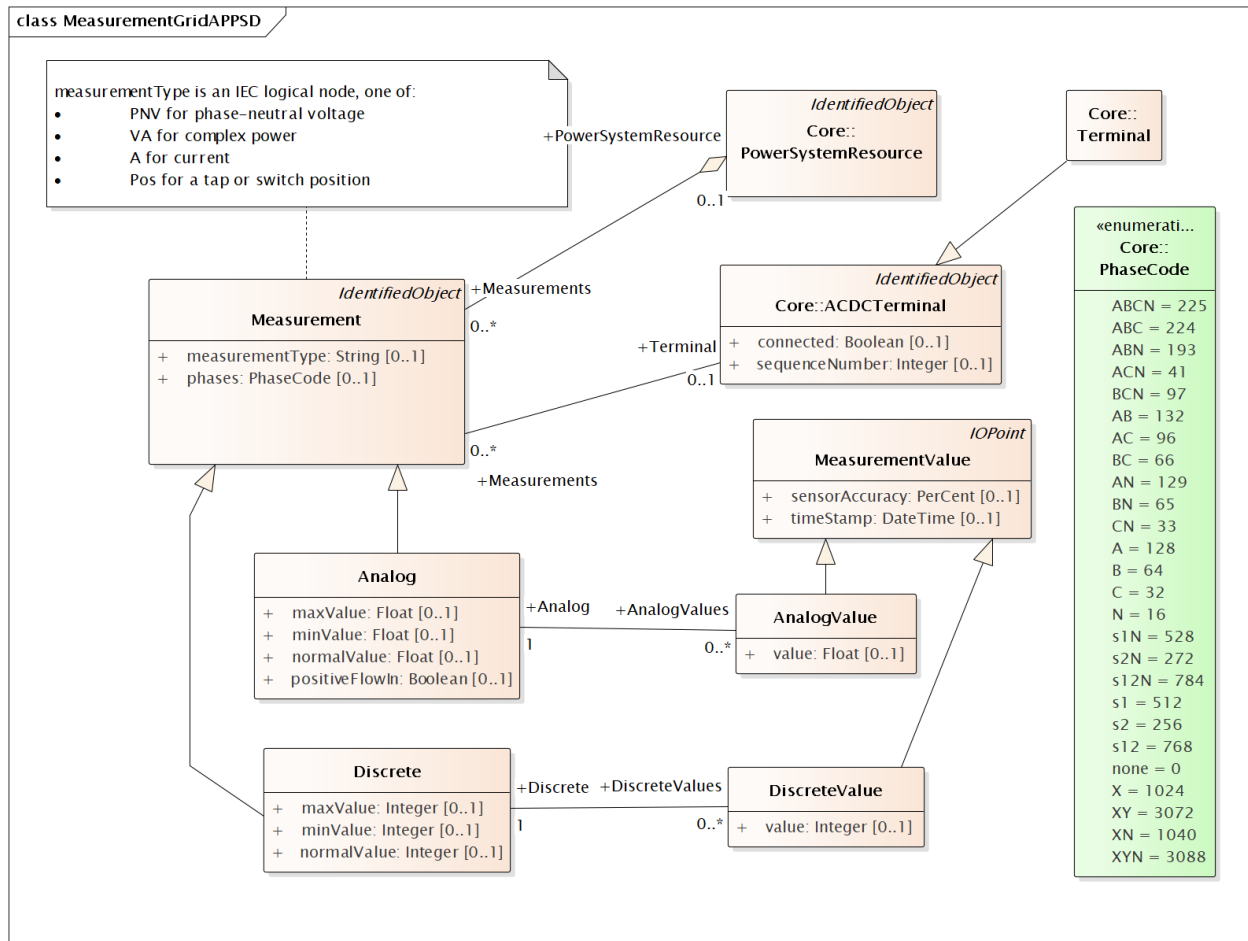 class MeasurementGridAPPSD
measurementType is an IEC logical node, one of:
• PNV for phase-neutral voltage
• VA for complex power
• A for current
• Pos for a tap or switch position
+PowerSystemResource
0..1
IdentifiedObject
Core::
PowerSystemResource
Core::
Terminal
IdentifiedObject
Measurement
+ measurementType: String [0..1]
+ phases: PhaseCode [0..1]
+Measurements
0..*
IdentifiedObject
Core::ACDCTerminal
+ connected: Boolean [0..1]
+ sequenceNumber: Integer [0..1]
+Terminal
0..1
0..*
+Measurements
IOPoint
MeasurementValue
+ sensorAccuracy: PerCent [0..1]
+ timeStamp: DateTime [0..1]
Analog
+ maxValue: Float [0..1]
+ minValue: Float [0..1]
+ normalValue: Float [0..1]
+ positiveFlowIn: Boolean [0..1]
+Analog
1
+AnalogValues
0..*
AnalogValue
+ value: Float [0..1]
Discrete
+ maxValue: Integer [0..1]
+ minValue: Integer [0..1]
+ normalValue: Integer [0..1]
+Discrete
1
+DiscreteValues
0..*
DiscreteValue
+ value: Integer [0..1]
«enumerati...
Core::
PhaseCode
ABCN = 225
ABC = 224
ABN = 193
ACN = 41
BCN = 97
AB = 132
AC = 96
BC = 66
AN = 129
BN = 65
CN = 33
A = 128
B = 64
C = 32
N = 16
s1N = 528
s2N = 272
s12N = 784
s1 = 512
s2 = 256
s12 = 768
none = 0
X = 1024
XY = 3072
XN = 1040
XYN = 3088